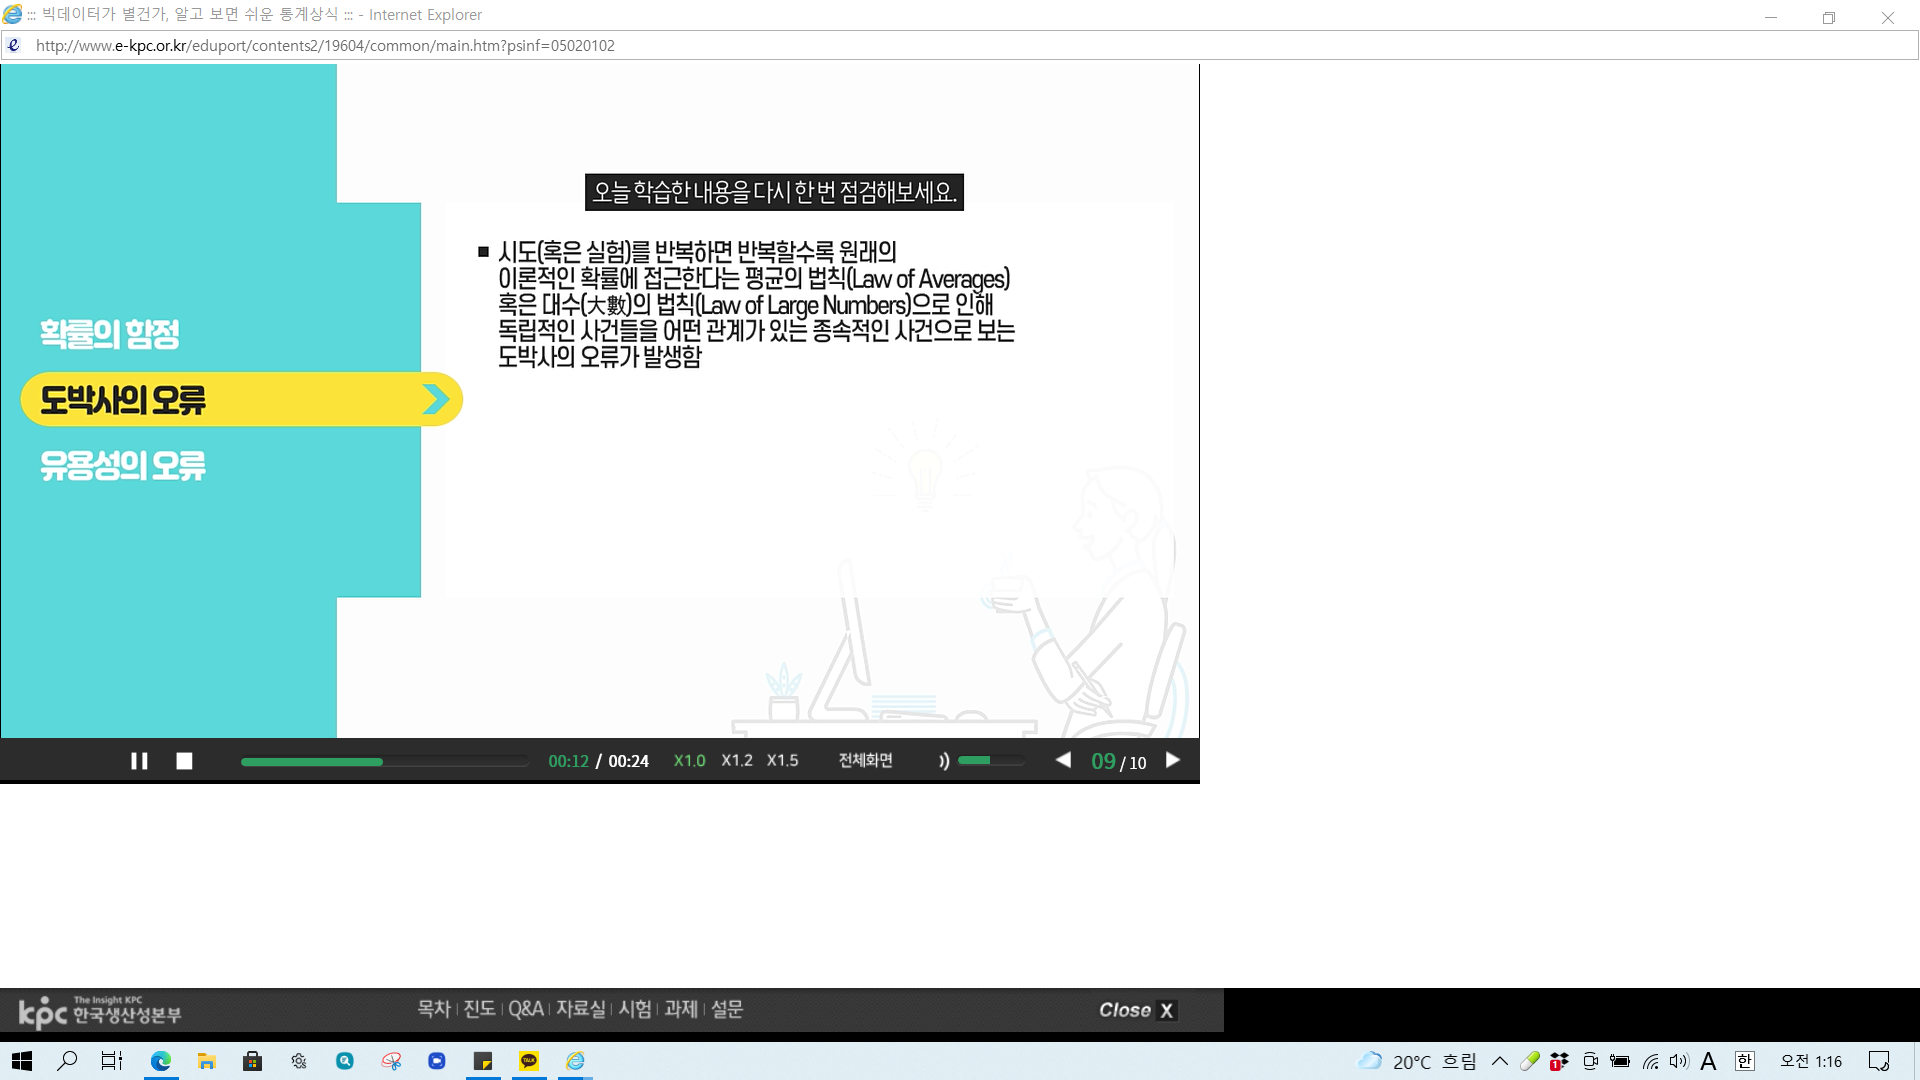 ::: 빅데이터가 별건가, 알고 보면 쉬운 통계상식 ::: - Internet Explorer
http://www.e-kpc.or.kr/eduport/contents2/19604/common/main.htm?psinf=05020102
오늘 학습한 내용을 다시 한 번 점검해보세요.
확률의 함정
도박사의 오류
유용성의 오류
■ 시도(혹은 실험)를 반복하면 반복할수록 원래의
이론적인 확률에 접근한다는 평균의 법칙(Law of Averages)
혹은 대수(大數)의 법칙(Law of Large Numbers)으로 인해
독립적인 사건들을 어떤 관계가 있는 종속적인 사건으로 보는
도박사의 오류가 발생함
00:12 / 00:24 X1.0 X1.2 X1.5 전체화면 09 / 10
kpc The Insight KPC 한국생산성본부
목차 | 진도 | Q&A | 자료실 | 시험 | 과제 | 설문
Close X
TALK
20°C 흐림
1
A 한 오전 1:16